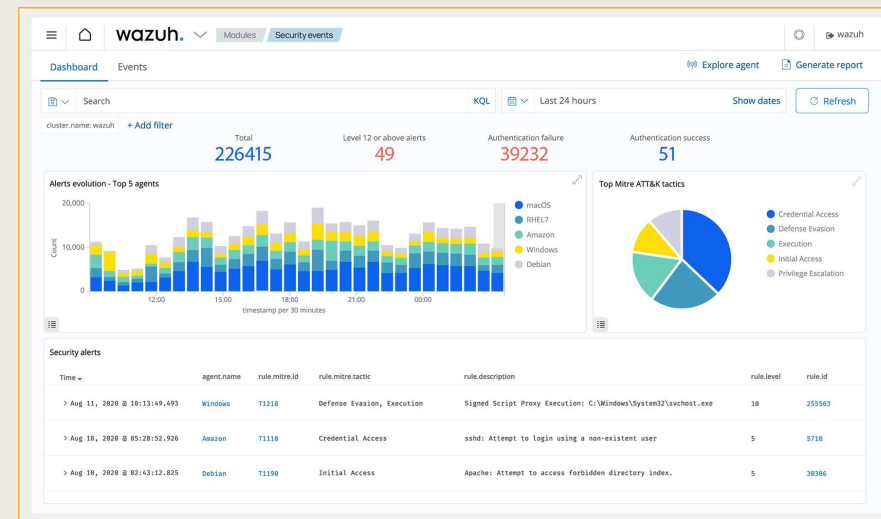 wazuh. Modules Security events wazuh
Dashboard Events Explore agent Generate report
Search KQL Last 24 hours Show dates Refresh
cluster.name: wazuh + Add filter
Total Level 12 or above alerts Authentication failure Authentication success
226415 49 39232 51
Alerts evolution - Top 5 agents
20,000
10,000
0
Count
12:00 15:00 18:00 21:00 00:00
timestamp per 30 minutes
macOS
RHEL7
Amazon
Windows
Debian
Top Mitre ATT&K tactics
Credential Access
Defense Evasion
Execution
Initial Access
Privilege Escalation
Security alerts
Time agent.name rule.mitre.id rule.mitre.tactic rule.description rule.level rule.id
> Aug 11, 2020 @ 10:13:49.493 Windows T1218 Defense Evasion, Execution Signed Script Proxy Execution: C:\Windows\System32\svchost.exe 10 255563
> Aug 10, 2020 @ 05:28:52.926 Amazon T1110 Credential Access sshd: Attempt to login using a non-existent user 5 5710
> Aug 10, 2020 @ 02:43:12.825 Debian T1190 Initial Access Apache: Attempt to access forbidden directory index. 5 30306